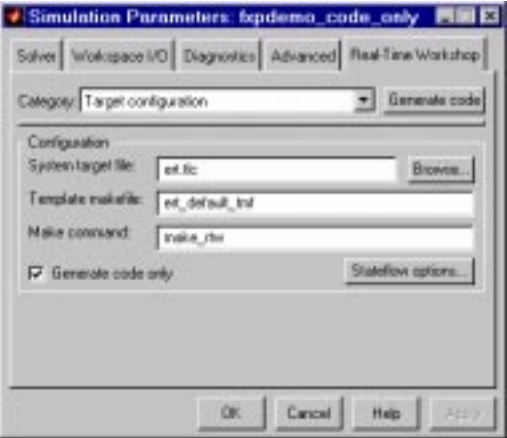 Simulation Parameters: fxpdemo_code_only
Solver Workspace I/O Diagnostics Advanced Real-Time Workshop
Category: Target configuration Generate code
Configuration
System target file: ert.tlc Browse...
Template makefile: ert_default_tmf
Make command: make_rtw
Generate code only Stateflow options...
OK Cancel Help Apply